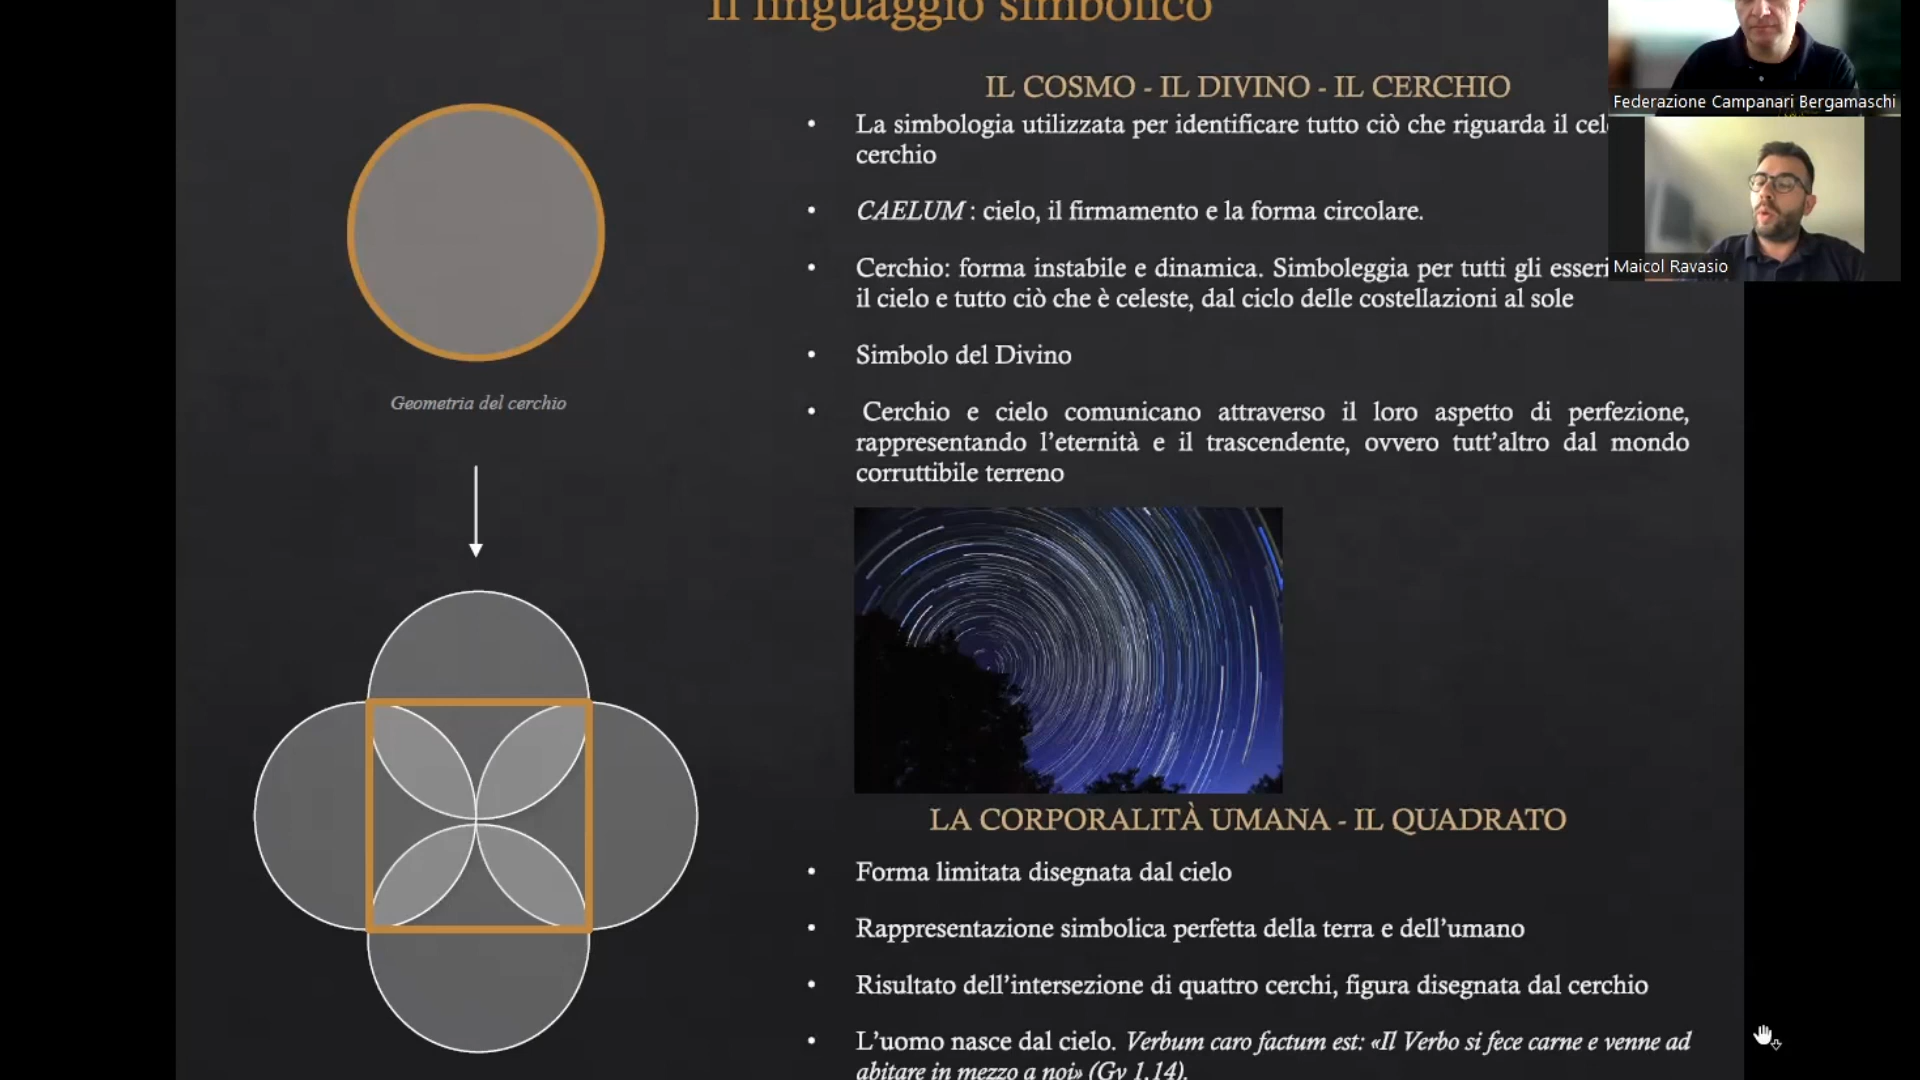 Il linguaggio simbolico
IL COSMO - IL DIVINO - IL CERCHIO
• La simbologia utilizzata per identificare tutto ciò che riguarda il
cerchio
• CAELUM : cielo, il firmamento e la forma circolare.
• Cerchio: forma instabile e dinamica. Simboleggia per tutti gli esseri
il cielo e tutto ciò che è celeste, dal ciclo delle costellazioni al sole
• Simbolo del Divino
• Cerchio e cielo comunicano attraverso il loro aspetto di perfezione,
rappresentando l’eternità e il trascendente, ovvero tutt’altro dal mondo
corruttibile terreno
Geometria del cerchio
LA CORPORALITÀ UMANA - IL QUADRATO
• Forma limitata disegnata dal cielo
• Rappresentazione simbolica perfetta della terra e dell’umano
• Risultato dell’intersezione di quattro cerchi, figura disegnata dal cerchio
• L’uomo nasce dal cielo. Verbum caro factum est: «Il Verbo si fece carne e venne ad
abitare in mezzo a noi» (Gv 1,14).
Federazione Campanari Bergamaschi
Maicol Ravasio